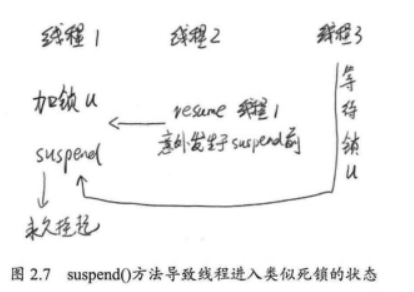 线程1 线程2 线程3
加锁u
suspend
永久挂起
resume 线程1
意外发生于suspend前
等待锁u
图 2.7 suspend()方法导致线程进入类似死锁的状态